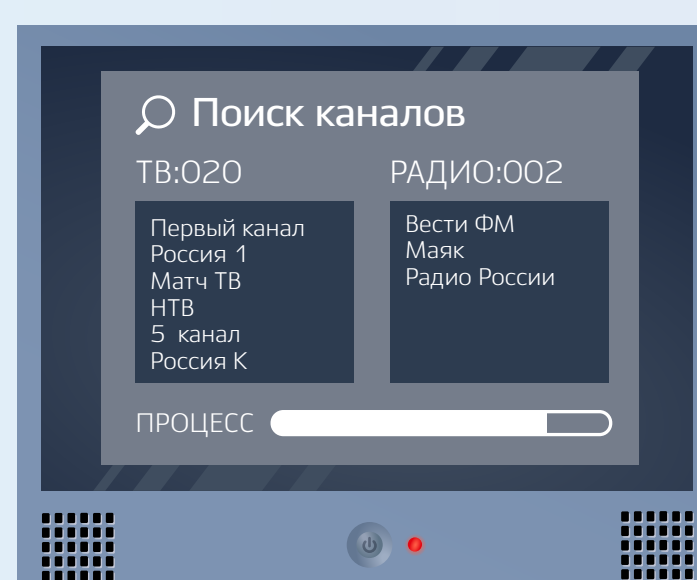 Поиск каналов
ТВ:020
Первый канал
Россия 1
Матч ТВ
НТВ
5 канал
Россия К
РАДИО:002
Вести ФМ
Маяк
Радио России
ПРОЦЕСС